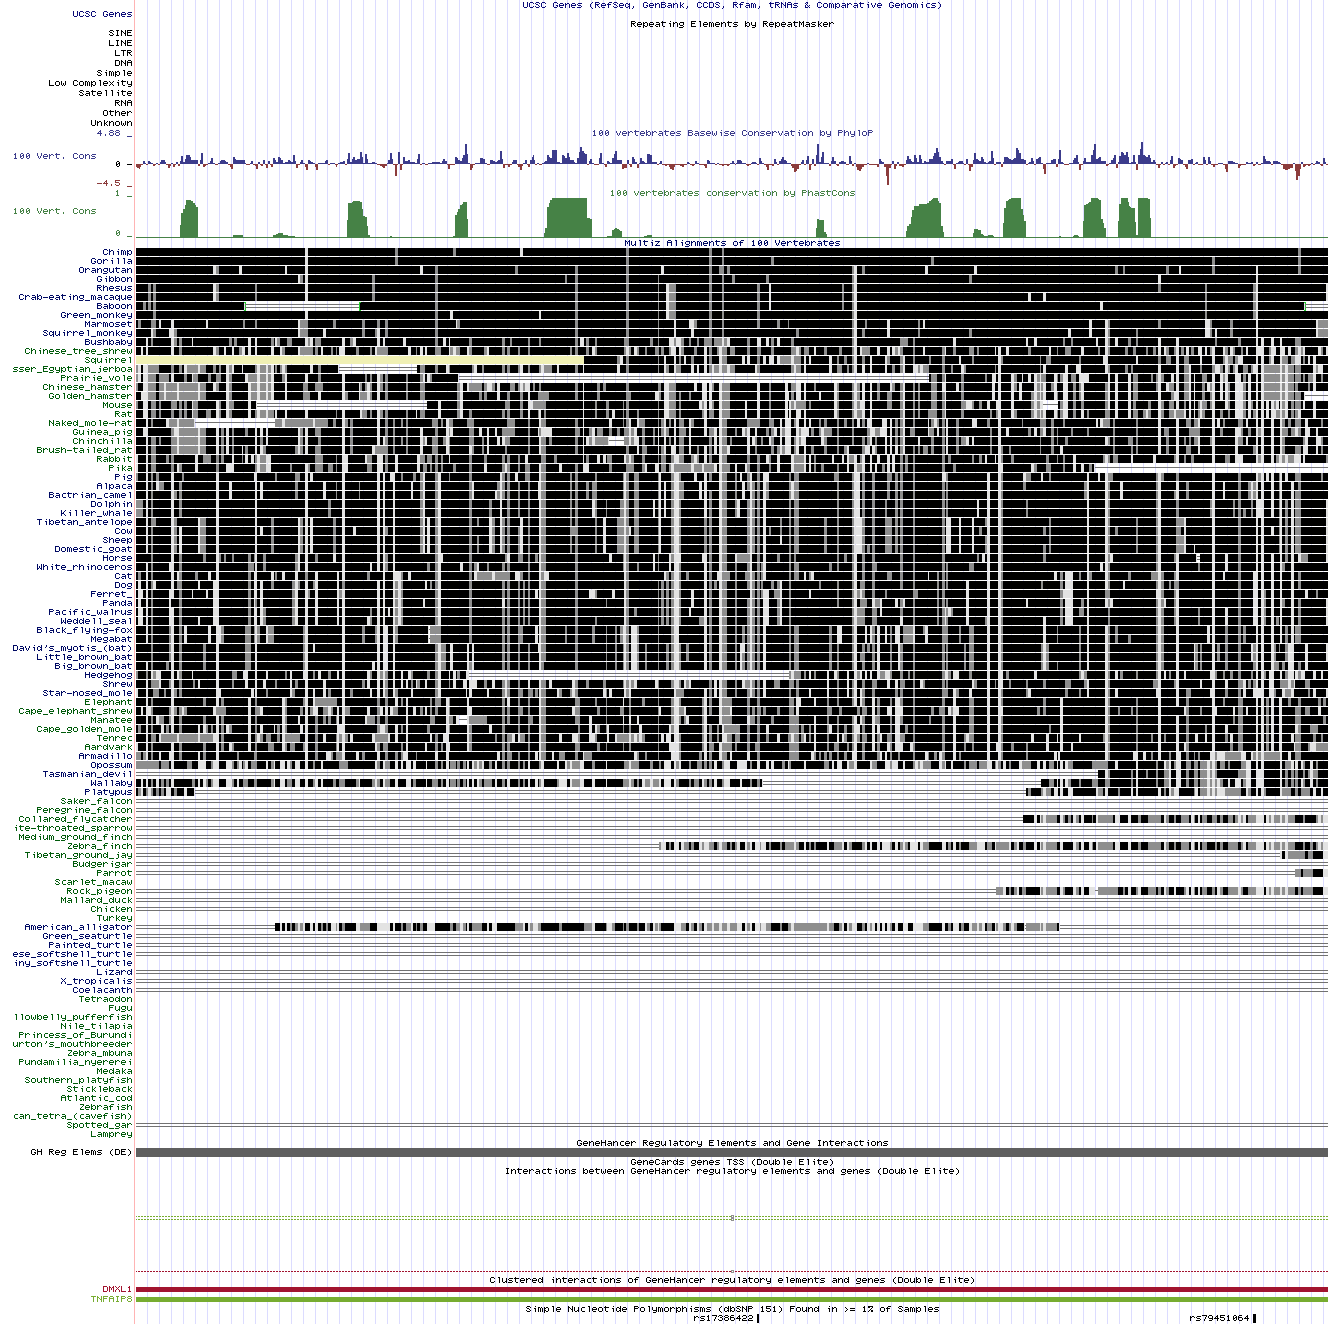 UCSC Genes (RefSeq, GenBank, CCDS, Rfam, tRNAs & Comparative Genomics)
UCSC Genes
Repeating Elements by RepeatMasker
SINE
LINE
LTR
DNA
Simple
Low Complexity
Satellite
RNA
Other
Unknown
4.88 _
100 vertebrates Basewise Conservation by PhyloP
100 Vert. Cons
0 _
-4.5 _
100 vertebrates conservation by PhastCons
1 _
100 Vert. Cons
0 _
Multiz Alignments of 100 Vertebrates
Chimp
Gorilla
Orangutan
Gibbon
Rhesus
Crab-eating_macaque
Baboon
Green_monkey
Marmoset
Squirrel_monkey
Bushbaby
Chinese_tree_shrew
Squirrel
sser_Egyptian_jerboa
Prairie_vole
Chinese_hamster
Golden_hamster
Mouse
Rat
Naked_mole-rat
Guinea_pig
Chinchilla
Brush-tailed_rat
Rabbit
Pika
Pig
Alpaca
Bactrian_camel
Dolphin
Killer_whale
Tibetan_antelope
Cow
Sheep
Domestic_goat
Horse
White_rhinoceros
Cat
Dog
Ferret_
Panda
Pacific_walrus
Weddell_seal
Black_flying-fox
Megabat
David's_myotis_(bat)
Little_brown_bat
Big_brown_bat
Hedgehog
Shrew
Star-nosed_mole
Elephant
Cape_elephant_shrew
Manatee
Cape_golden_mole
Tenrec
Aardvark
Armadillo
Opossum
Tasmanian_devil
Wallaby
Platypus
Saker_falcon
Peregrine_falcon
Collared_flycatcher
ite-throated_sparrow
Medium_ground_finch
Zebra_finch
Tibetan_ground_jay
Budgerigar
Parrot
Scarlet_macaw
Rock_pigeon
Mallard_duck
Chicken
Turkey
American_alligator
Green_seaturtle
Painted_turtle
ese_softshell_turtle
iny_softshell_turtle
Lizard
X_tropicalis
Coelacanth
Tetraodon
Fugu
llowbelly_pufferfish
Nile_tilapia
Princess_of_Burundi
urton's_mouthbreeder
Zebra_mbuna
Pundamilia_nyererei
Medaka
Southern_platyfish
Stickleback
Atlantic_cod
Zebrafish
can_tetra_(cavefish)
Spotted_gar
Lamprey
GeneHancer Regulatory Elements and Gene Interactions
GH Reg Elems (DE)
GeneCards genes TSS (Double Elite)
Interactions between GeneHancer regulatory elements and genes (Double Elite)
Clustered interactions of GeneHancer regulatory elements and genes (Double Elite)
DMXL1
TNFAIP8
Simple Nucleotide Polymorphisms (dbSNP 151) Found in >= 1% of Samples
rs17386422 rs79451064